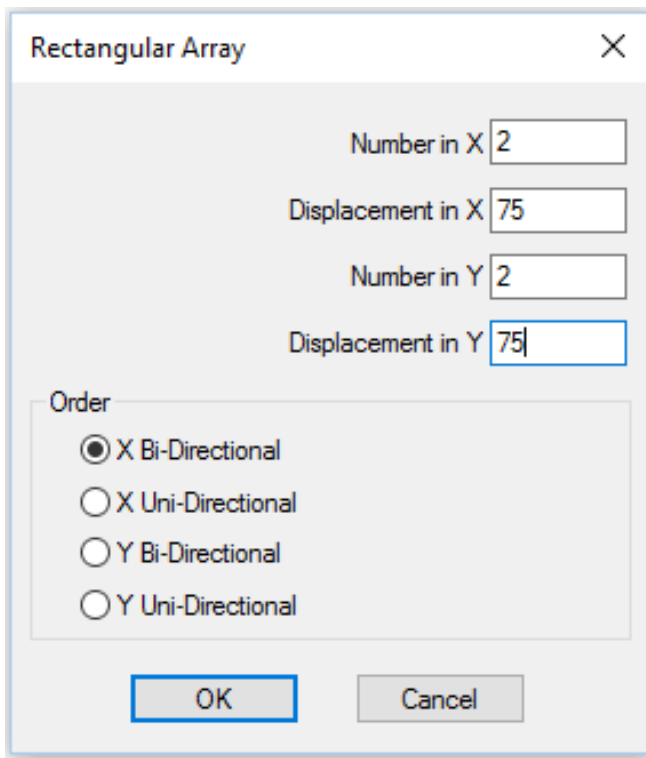 Rectangular Array
Number in X 2
Displacement in X 75
Number in Y 2
Displacement in Y 75
Order
X Bi-Directional
X Uni-Directional
Y Bi-Directional
Y Uni-Directional
OK Cancel